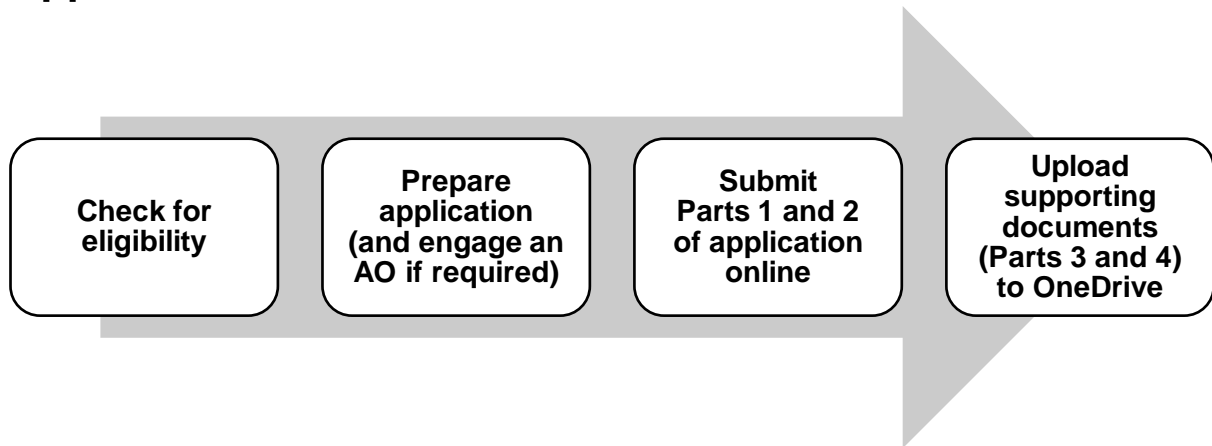 Check for
eligibility
Prepare
application
(and engage an
AO if required)
Submit
Parts 1 and 2
of application
online
Upload
supporting
documents
(Parts 3 and 4)
to OneDrive